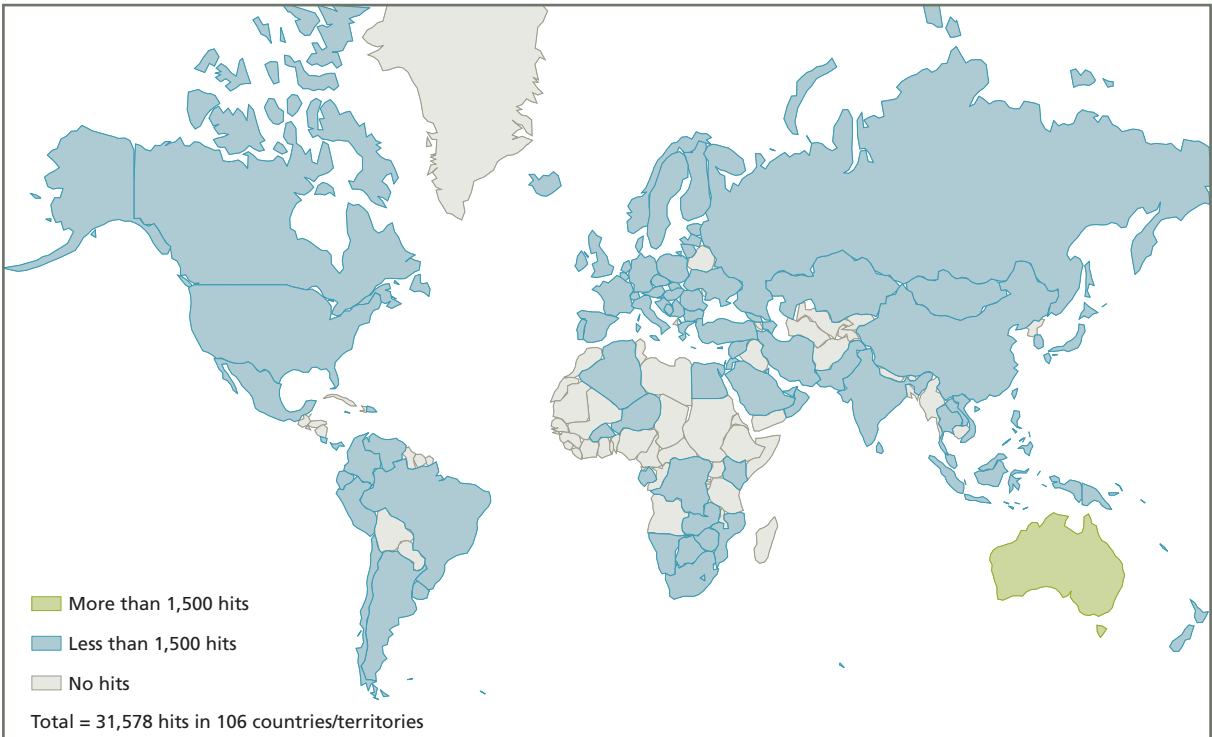 More than 1,500 hits
Less than 1,500 hits
No hits
Total = 31,578 hits in 106 countries/territories